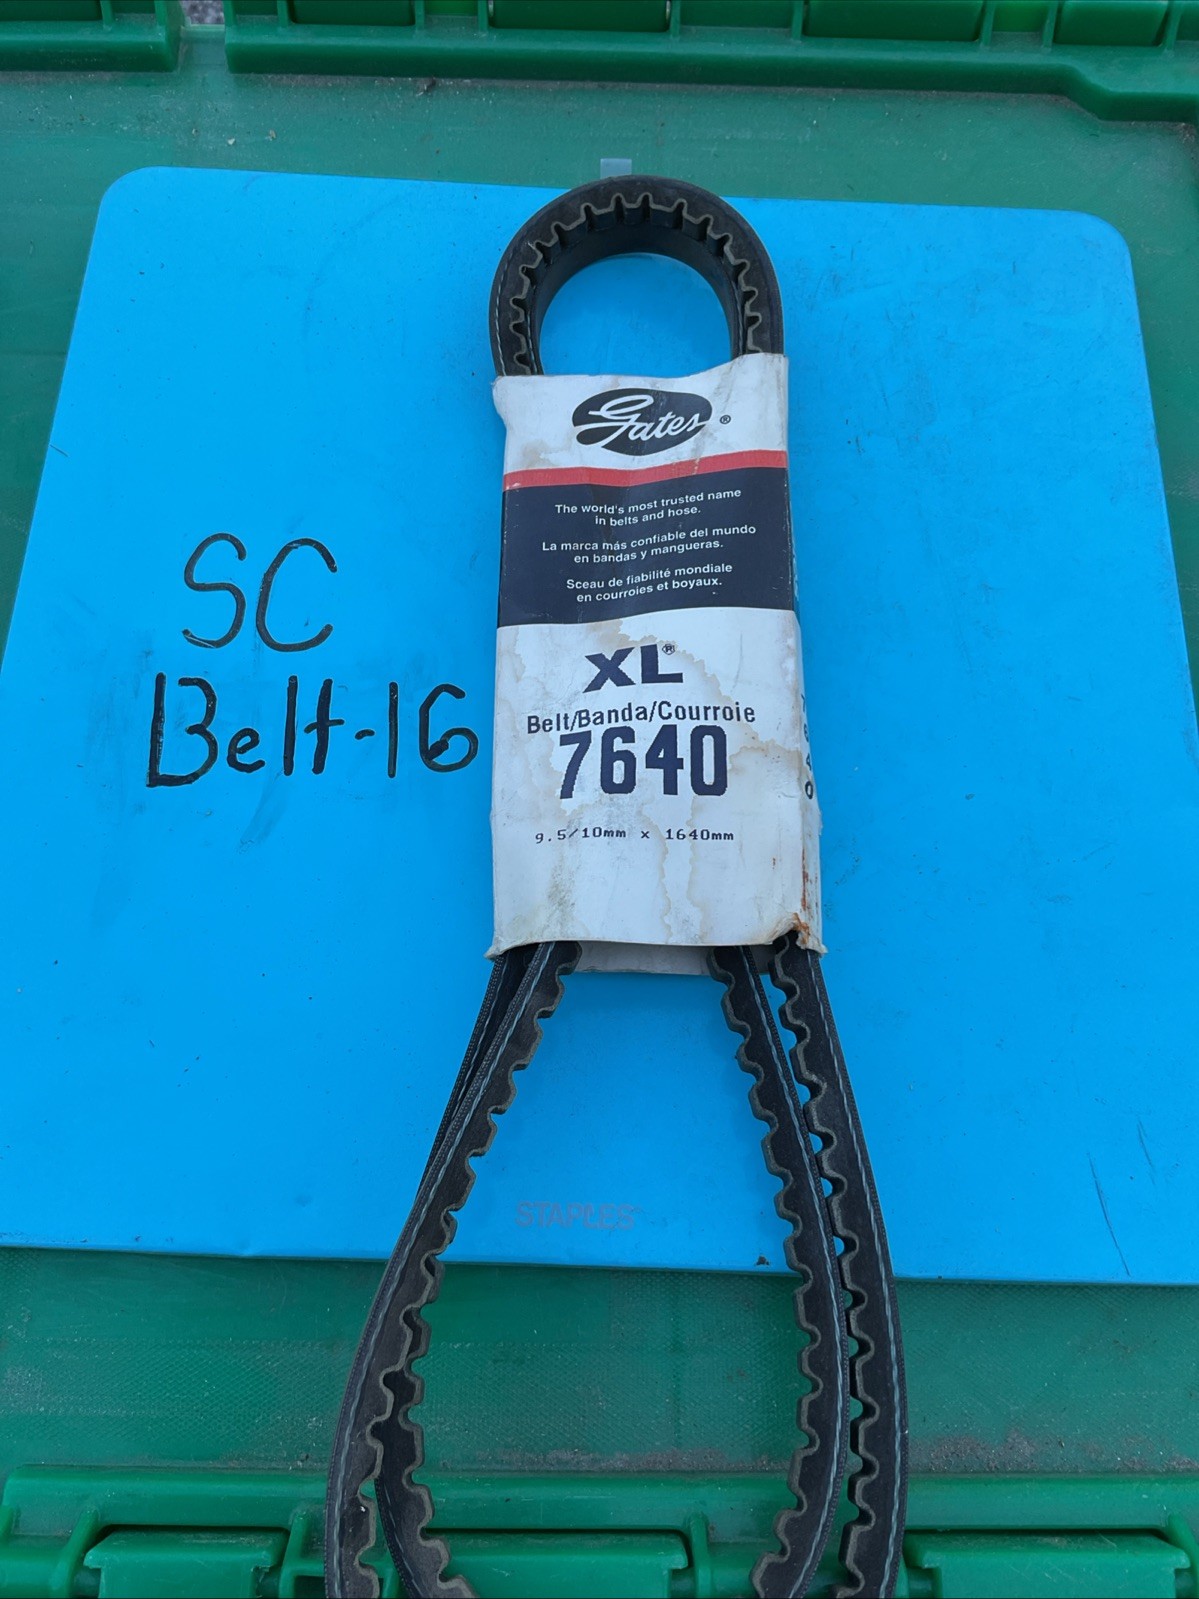 Gates®
The world's most trusted name
in belts and hose.
La marca más confiable del mundo
en bandas y mangueras.
Sceau de fiabilité mondiale
en courroies et boyaux.
SC
Belt-16
XL®
Belt/Banda/Courroie
7640
9.5/10mm x 1640mm
7640
STAPLES